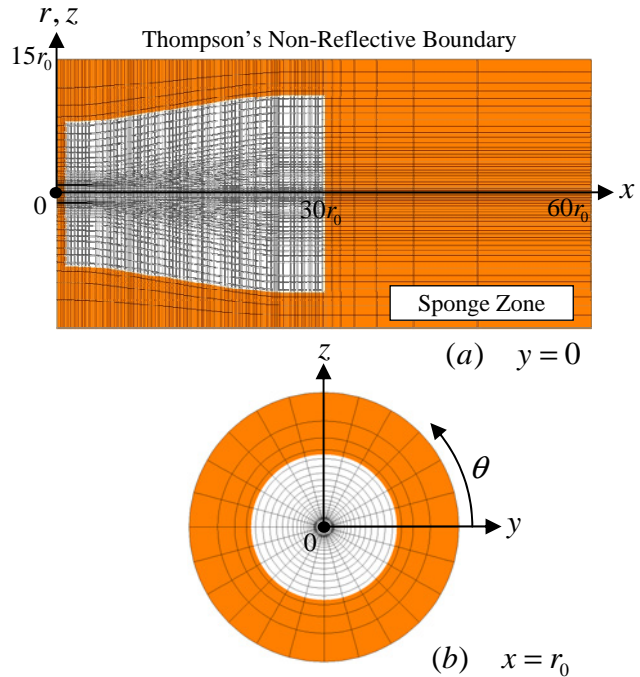 r, z
Thompson's Non-Reflective Boundary
15r₀
0
30r₀
60r₀
x
Sponge Zone
(a) y = 0
z
θ
0
y
(b) x = r₀